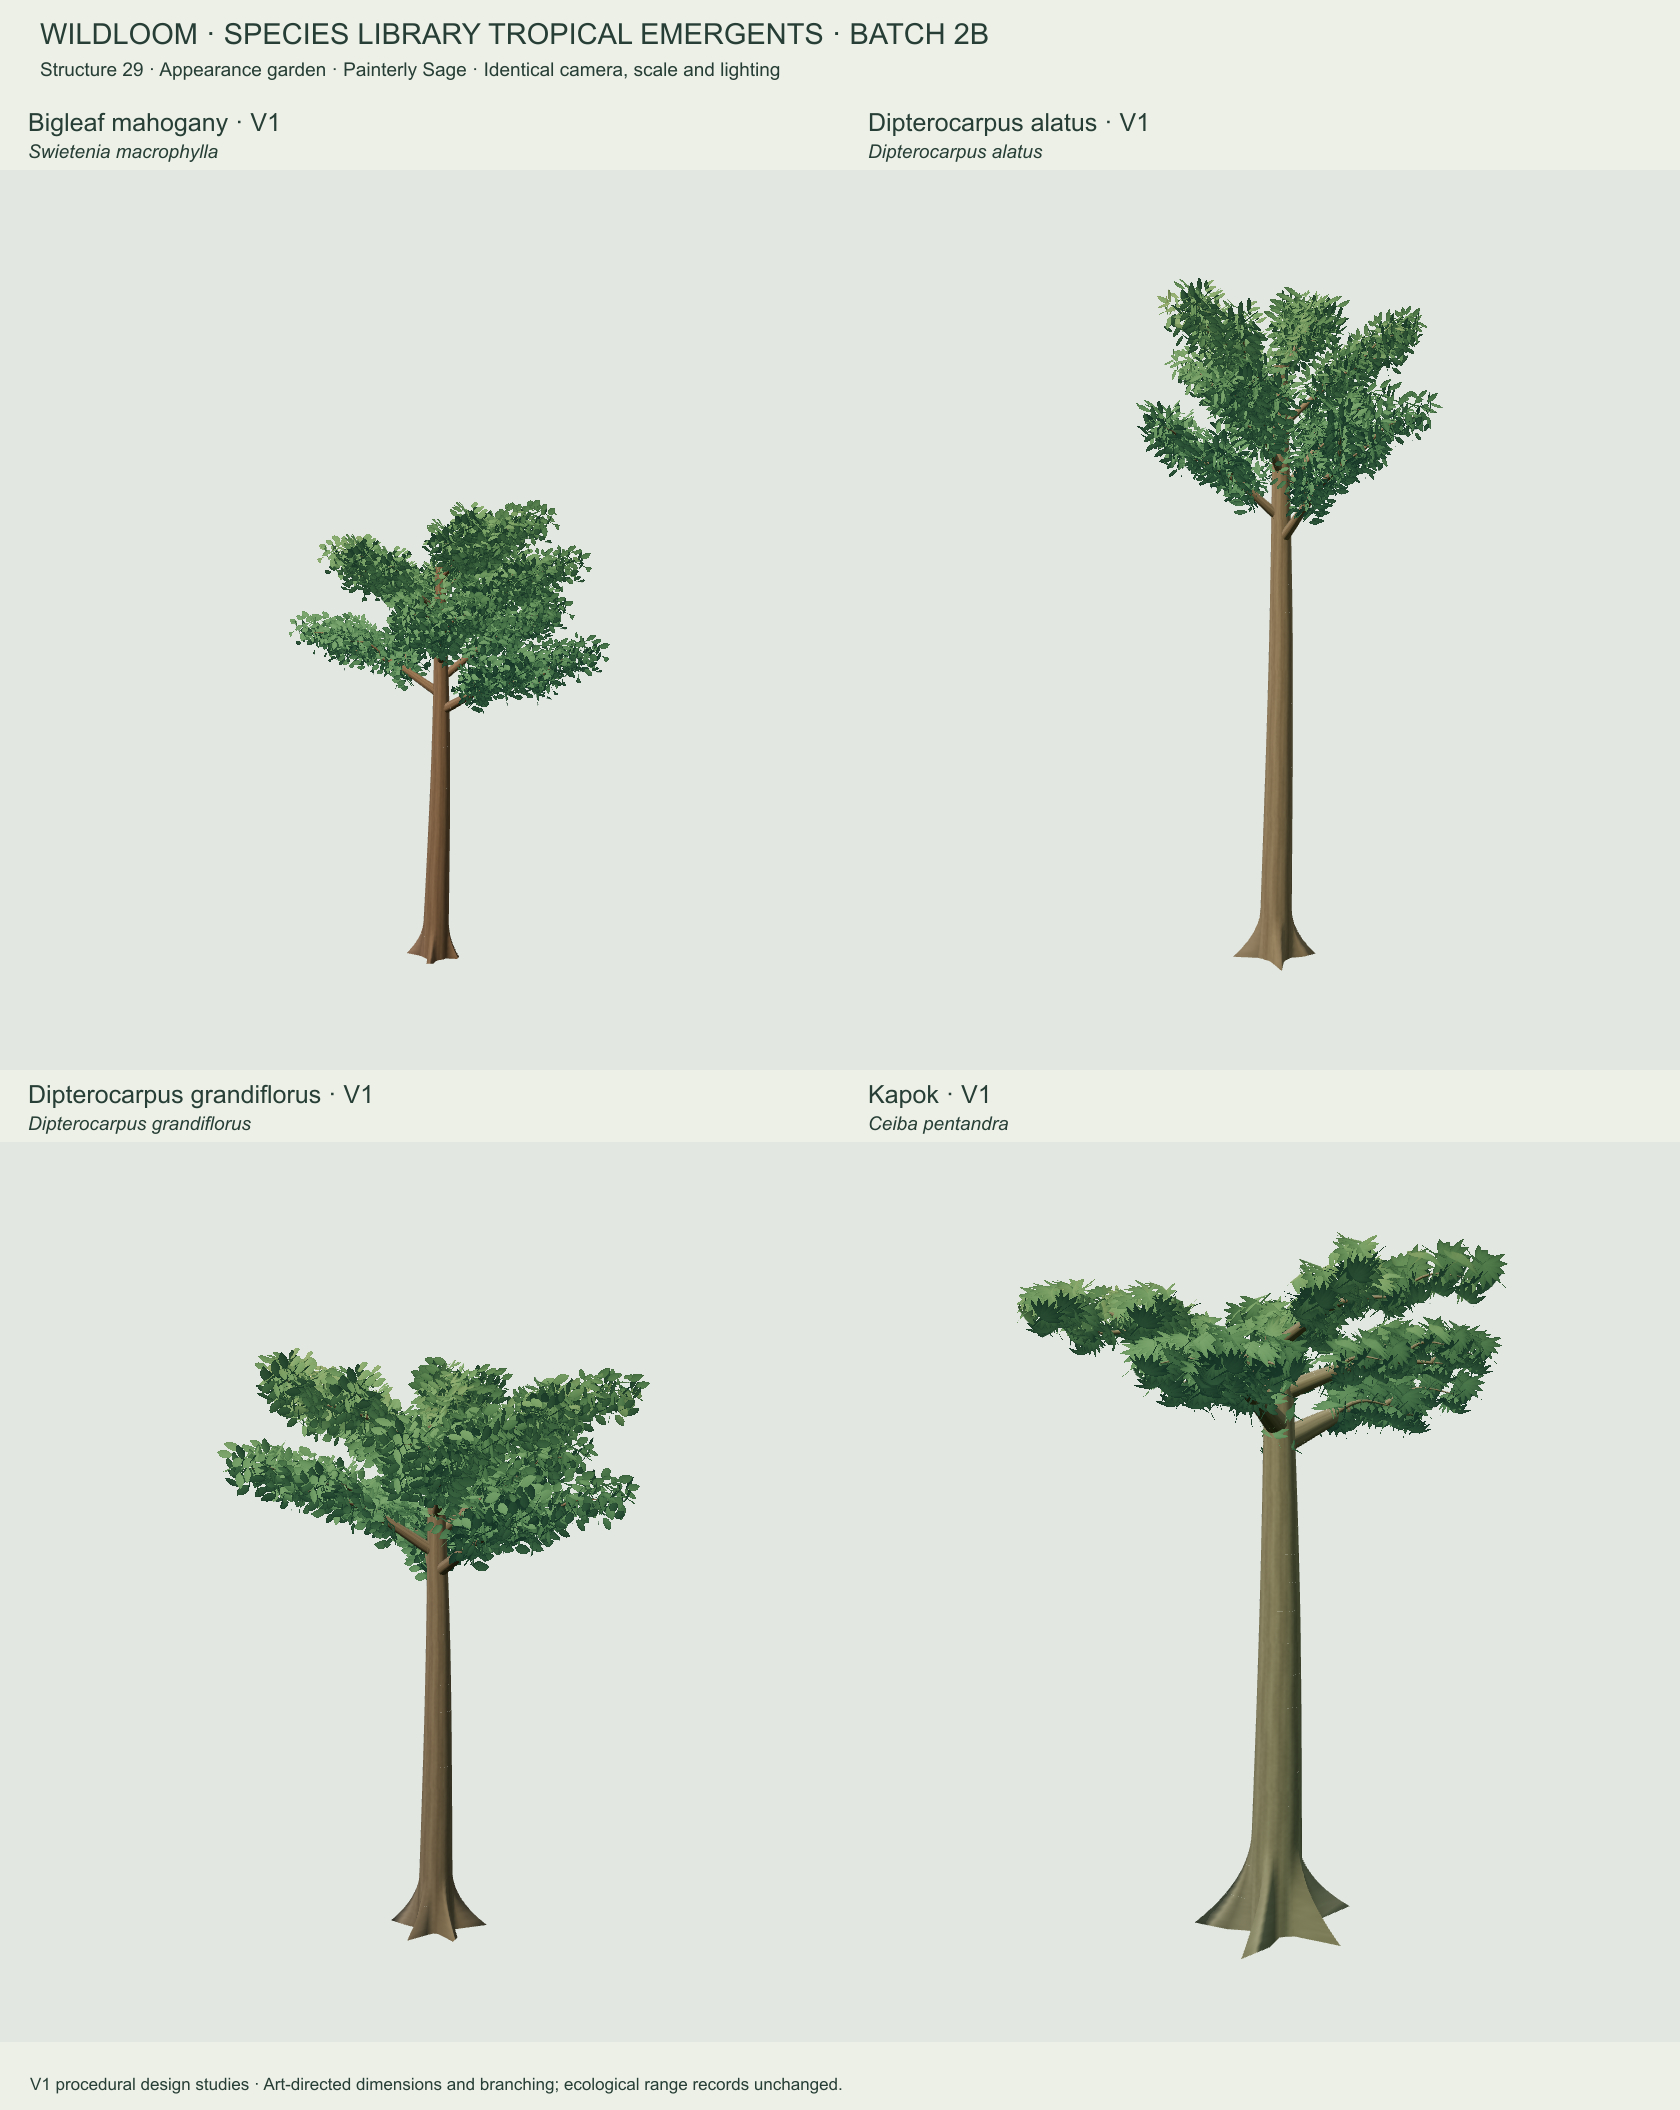 WILDLOOM · SPECIES LIBRARY TROPICAL EMERGENTS · BATCH 2B
Structure 29 · Appearance garden · Painterly Sage · Identical camera, scale and lighting
Bigleaf mahogany · V1
Swietenia macrophylla
Dipterocarpus alatus · V1
Dipterocarpus alatus
Dipterocarpus grandiflorus · V1
Dipterocarpus grandiflorus
Kapok · V1
Ceiba pentandra
V1 procedural design studies · Art-directed dimensions and branching; ecological range records unchanged.